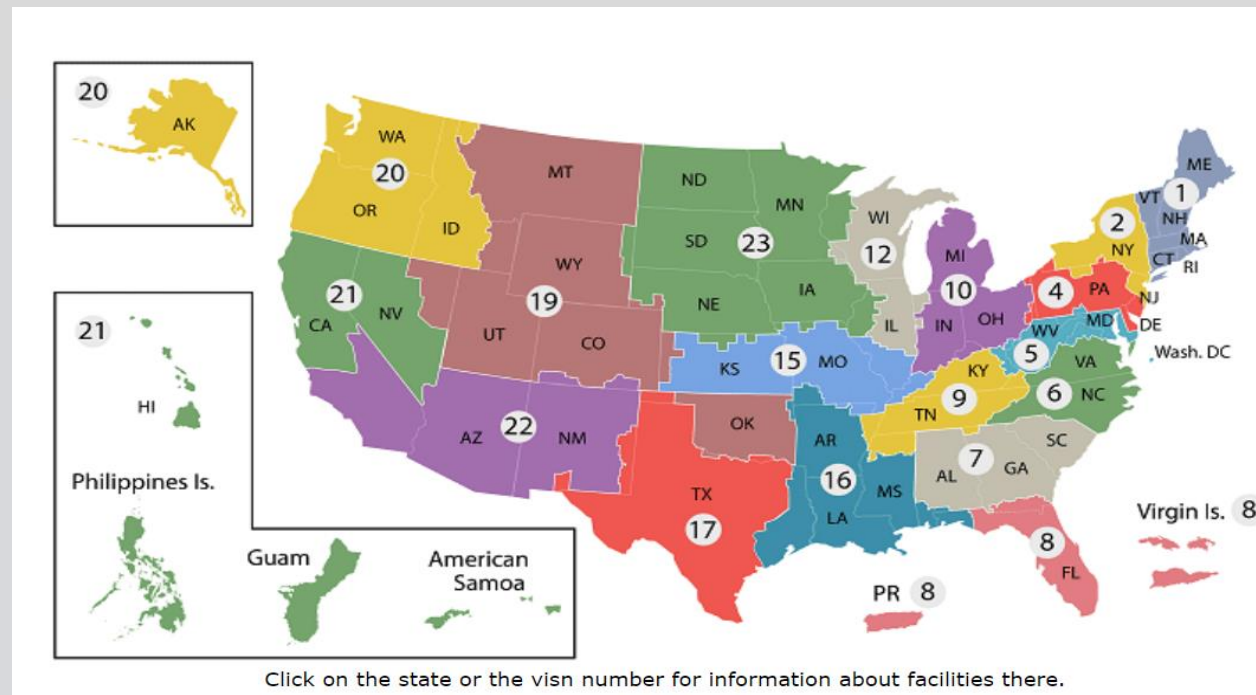 20
AK
WA
20
OR
ID
MT
ND
MN
SD
23
WI
12
MI
ME
VT
1
NH
2
NY
MA
CT
RI
WY
19
21
CA
NV
UT
CO
NE
IA
IL
10
IN
OH
4
PA
NJ
DE
MD
WV
Wash. DC
5
VA
6
NC
KS
15
MO
KY
9
TN
AZ
22
NM
OK
AR
16
MS
LA
7
AL
GA
SC
TX
17
8
FL
Virgin Is. 8
PR 8
21
HI
Philippines Is.
Guam
American
Samoa
Click on the state or the visn number for information about facilities there.